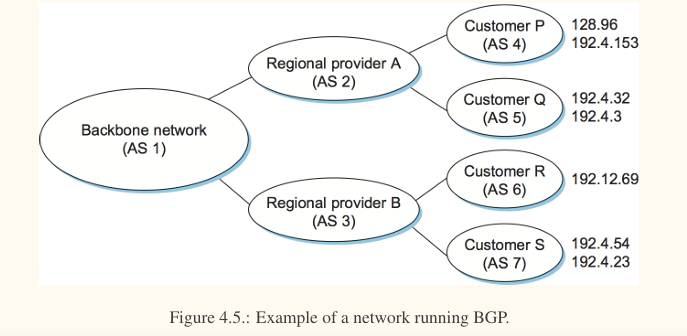 Customer P
(AS 4)
128.96
192.4.153
Regional provider A
(AS 2)
Customer Q
(AS 5)
192.4.32
192.4.3
Backbone network
(AS 1)
Customer R
(AS 6)
192.12.69
Regional provider B
(AS 3)
Customer S
(AS 7)
192.4.54
192.4.23
Figure 4.5.: Example of a network running BGP.